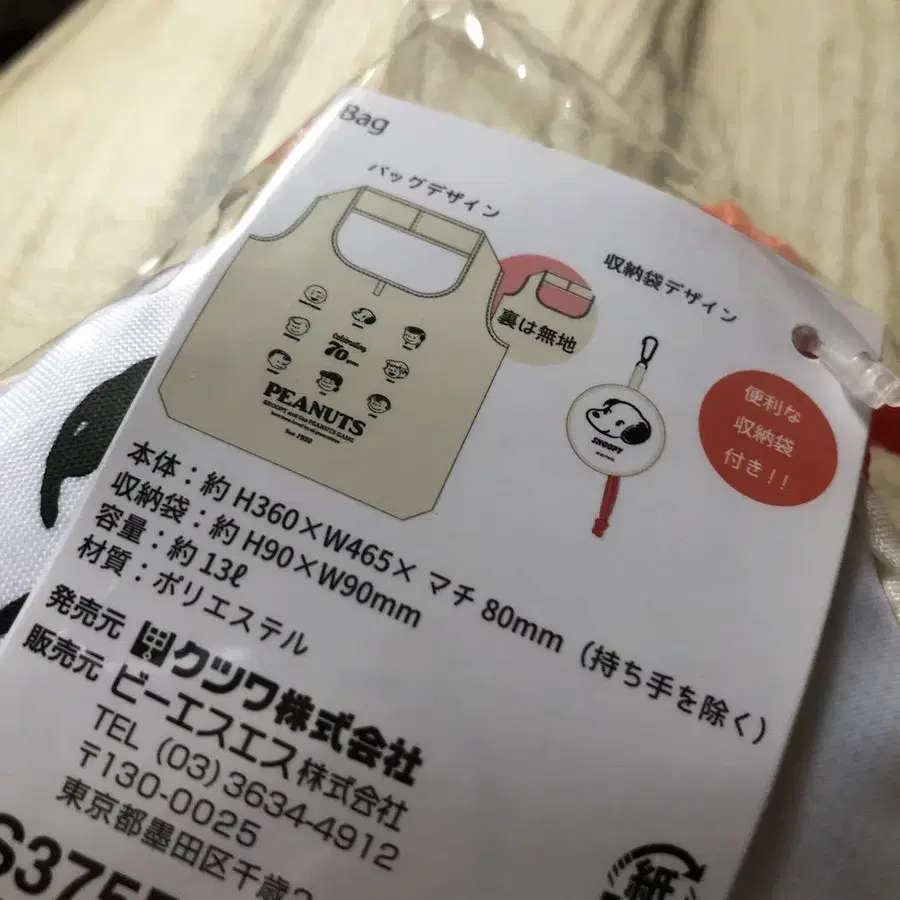 Bag
バッグデザイン
収納袋デザイン
裏は無地
便利な
収納袋
付き!!
Celebrating
70
PEANUTS
SNOOPY and the PEANUTS GANG
Since 1950
SNOOPY
本体：約 H360×W465× マチ 80mm（持ち手を除く）
収納袋：約 H90×W90mm
容量：約 13ℓ
材質：ポリエステル
発売元 クツワ株式会社
販売元 ビーエスエス株式会社
TEL (03) 3634-4912
〒130-0025
東京都墨田区千歳
紙